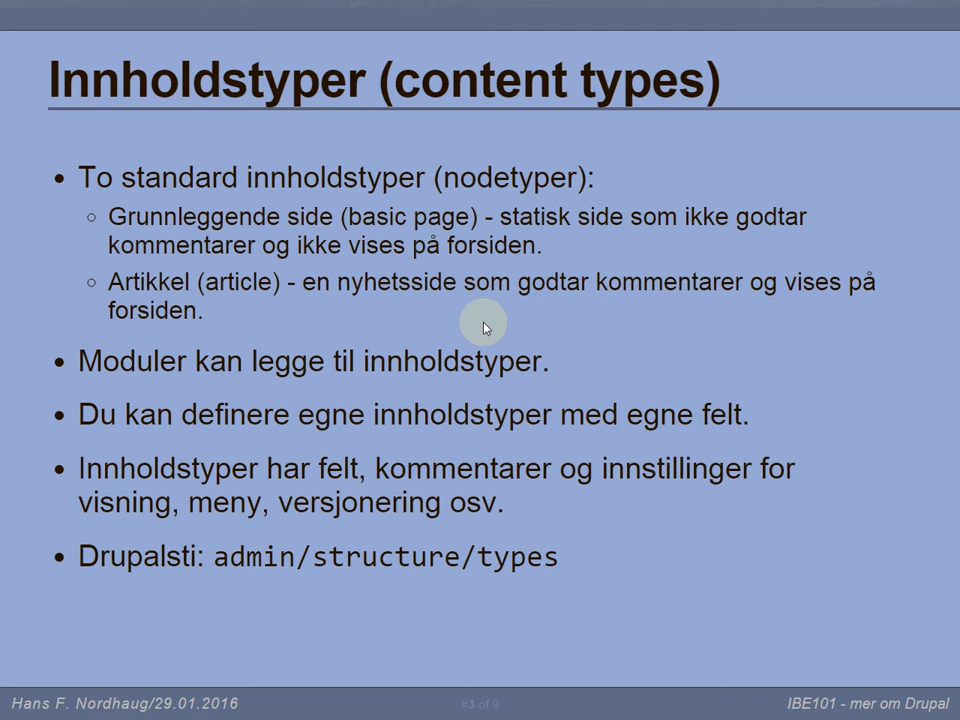 Innholdstyper (content types)
• To standard innholdstyper (nodetyper):
○ Grunnleggende side (basic page) - statisk side som ikke godtar
kommentarer og ikke vises på forsiden.
○ Artikkel (article) - en nyhetsside som godtar kommentarer og vises på
forsiden.
• Moduler kan legge til innholdstyper.
• Du kan definere egne innholdstyper med egne felt.
• Innholdstyper har felt, kommentarer og innstillinger for
visning, meny, versjonering osv.
• Drupalsti: admin/structure/types
Hans F. Nordhaug/29.01.2016
#3 of 9
IBE101 - mer om Drupal